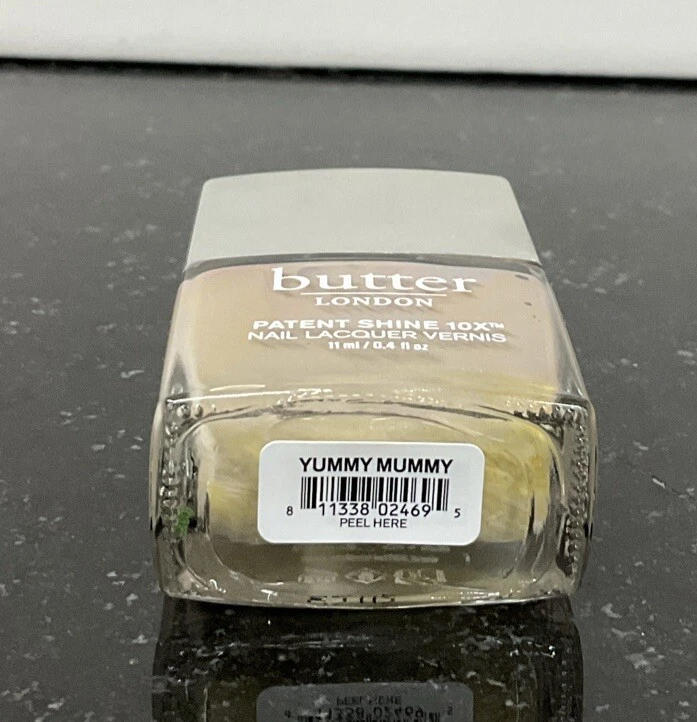 butter
LONDON
PATENT SHINE 10X™
NAIL LACQUER VERNIS
11 ml / 0.4 fl oz
YUMMY MUMMY
8 11338 02469 5
PEEL HERE